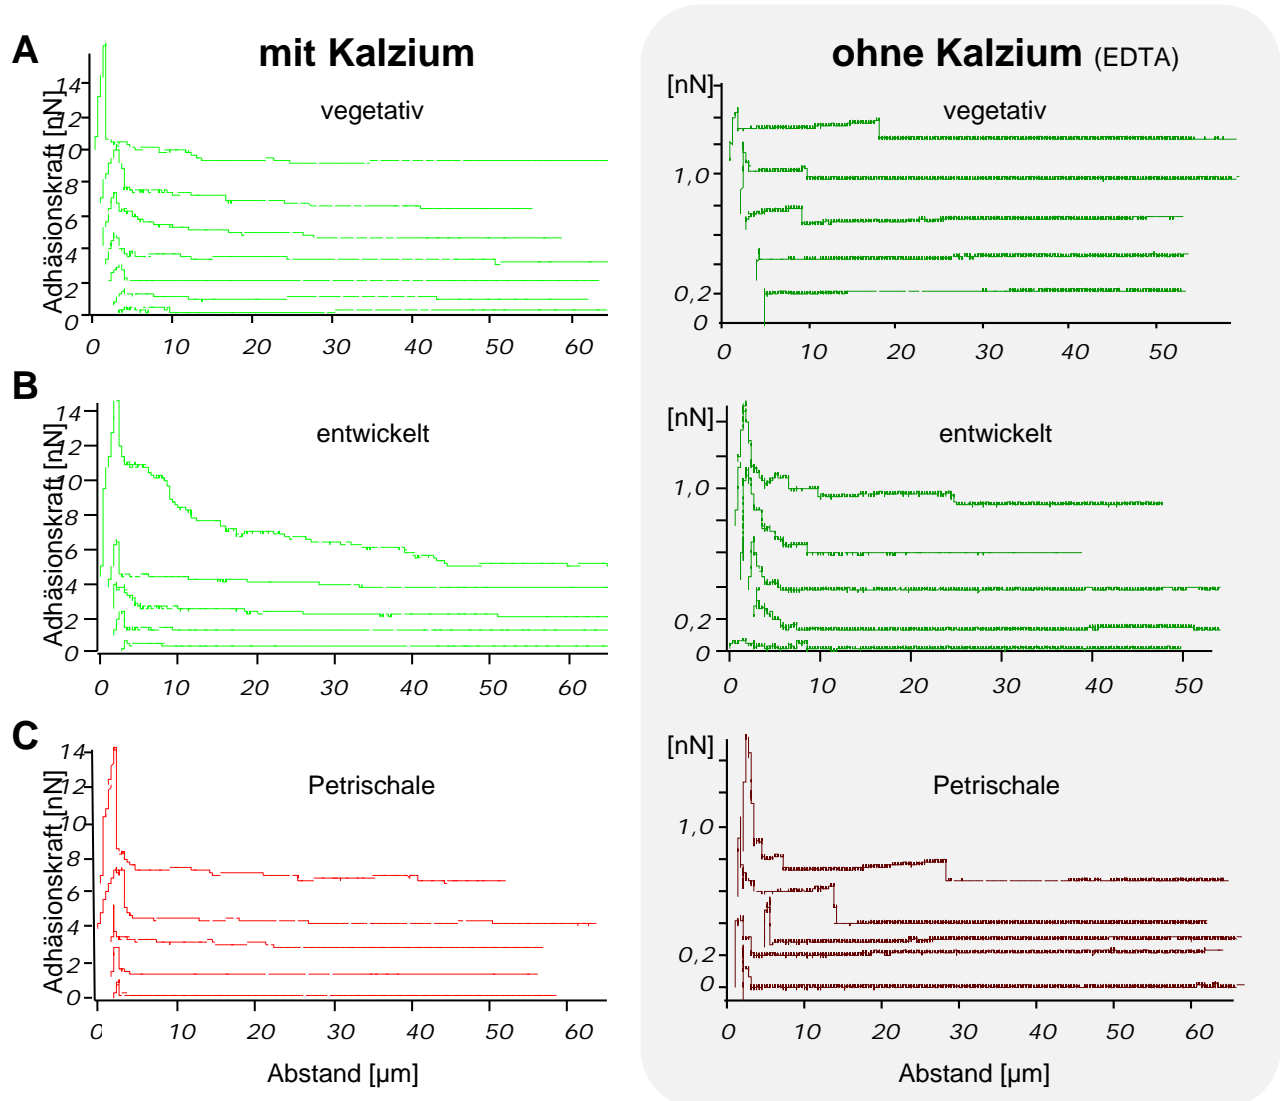 A
mit Kalzium
ohne Kalzium (EDTA)
vegetativ
Adhäsionskraft [nN]
14
12
10
8
6
4
2
0
0 10 20 30 40 50 60
[nN]
vegetativ
1,0
0,2
0
0 10 20 30 40 50
B
entwickelt
Adhäsionskraft [nN]
14
12
10
8
6
4
2
0
0 10 20 30 40 50 60
[nN]
entwickelt
1,0
0,2
0
0 10 20 30 40 50
C
Petrischale
Adhäsionskraft [nN]
14
12
10
8
6
4
2
0
0 10 20 30 40 50 60
Abstand [µm]
[nN]
Petrischale
1,0
0,2
0
0 10 20 30 40 50 60
Abstand [µm]